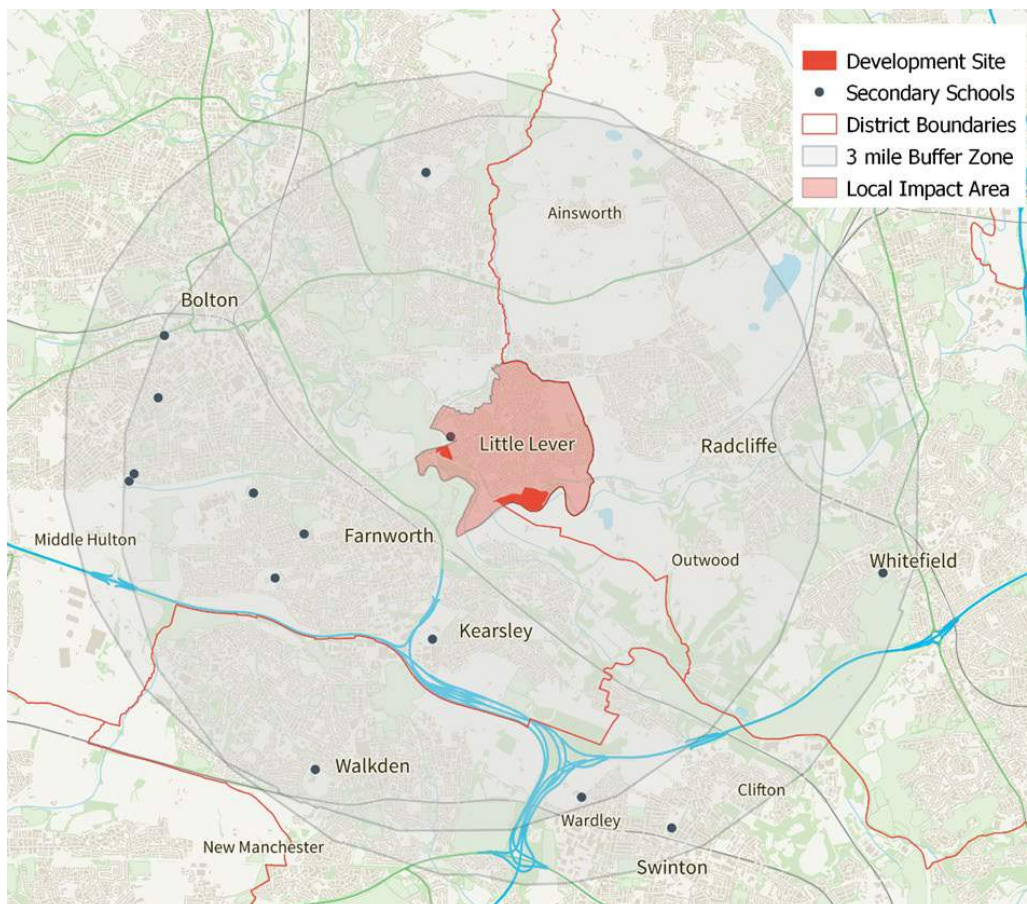 Development Site
Secondary Schools
District Boundaries
3 mile Buffer Zone
Local Impact Area
Ainsworth
Bolton
Little Lever
Radcliffe
Farnworth
Middle Hulton
Outwood
Whitefield
Kearsley
Walkden
Clifton
Wardley
New Manchester
Swinton